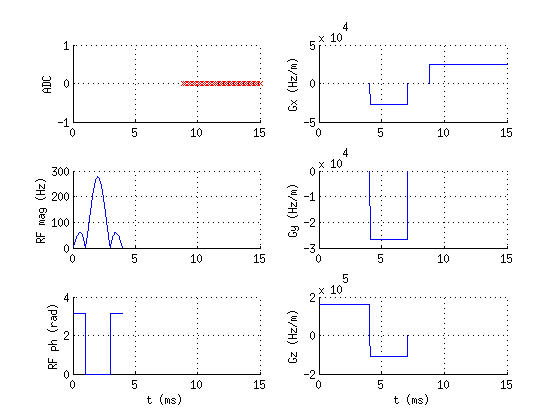 x 10^4
1
0
-1
ADC
0 5 10 15
5
0
-5
Gx (Hz/m)
0 5 10 15
300
200
100
0
RF mag (Hz)
0 5 10 15
x 10^4
0
-1
-2
-3
Gy (Hz/m)
0 5 10 15
4
2
0
RF ph (rad)
0 5 10 15
t (ms)
x 10^5
2
0
-2
Gz (Hz/m)
0 5 10 15
t (ms)